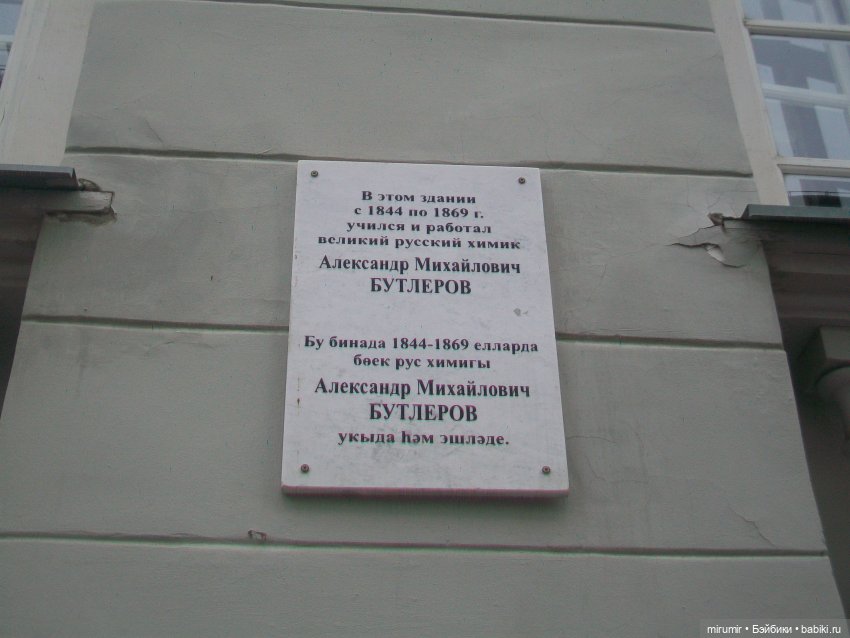 В этом здании
с 1844 по 1869 г.
учился и работал
великий русский химик
Александр Михайлович
БУТЛЕРОВ
Бу бинада 1844-1869 елларда
бөек рус химигы
Александр Михайлович
БУТЛЕРОВ
укыда һәм эшләде.
mirumir • Бэйбики • babiki.ru